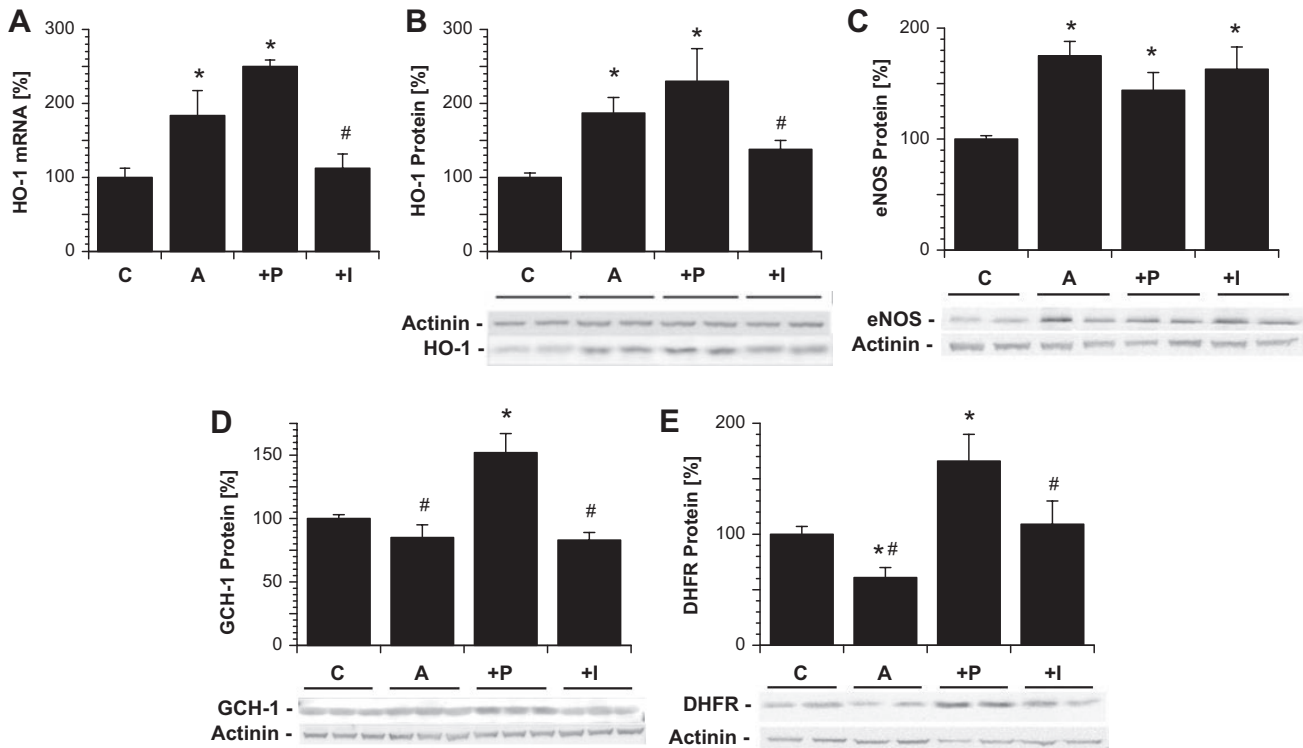 A
HO-1 mRNA [%]
300
200
100
0
*
*
#
C A +P +I
B
HO-1 Protein [%]
300
200
100
0
*
*
#
C A +P +I
Actinin -
HO-1 -
C
eNOS Protein [%]
200
100
0
*
*
*
C A +P +I
eNOS -
Actinin -
D
GCH-1 Protein [%]
150
100
50
0
#
*
#
C A +P +I
GCH-1 -
Actinin -
E
DHFR Protein [%]
200
100
0
*#
*
#
C A +P +I
DHFR -
Actinin -